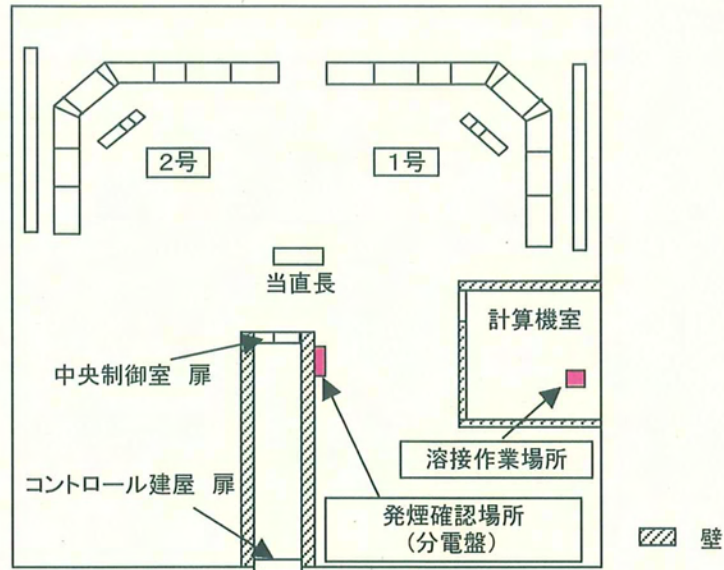 2号
1号
当直長
計算機室
中央制御室 扉
溶接作業場所
コントロール建屋 扉
発煙確認場所
(分電盤)
壁